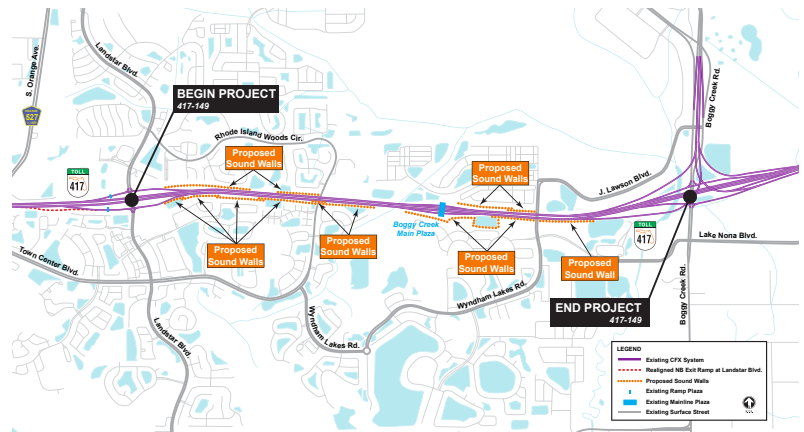 S. Orange Ave.
Landstar Blvd.
527
BEGIN PROJECT
417-149
Rhode Island Woods Cir.
Proposed
Sound Walls
TOLL
417
Proposed
Sound Walls
Proposed
Sound Walls
Boggy Creek
Main Plaza
Proposed
Sound Walls
Proposed
Sound Walls
Proposed
Sound Wall
J. Lawson Blvd.
Boggy Creek Rd.
TOLL
417
Lake Nona Blvd.
Town Center Blvd.
Landstar Blvd.
Wyndham Lakes Rd.
Wyndham Lakes Rd.
END PROJECT
417-149
Boggy Creek Rd.
LEGEND
Existing CFX System
Realigned NB Exit Ramp at Landstar Blvd.
Proposed Sound Walls
Existing Ramp Plaza
Existing Mainline Plaza
Existing Surface Street